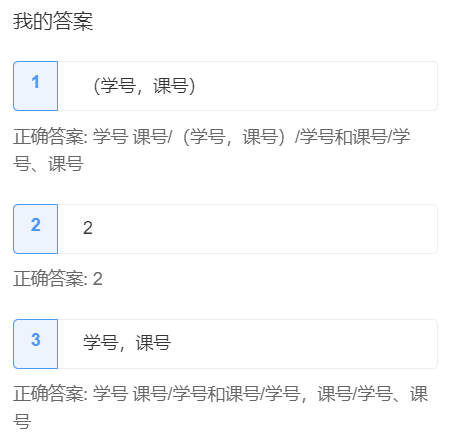 我的答案
1 （学号，课号）
正确答案: 学号 课号/（学号，课号）/学号和课号/学
号、课号
2 2
正确答案: 2
3 学号，课号
正确答案: 学号 课号/学号和课号/学号，课号/学号、课
号